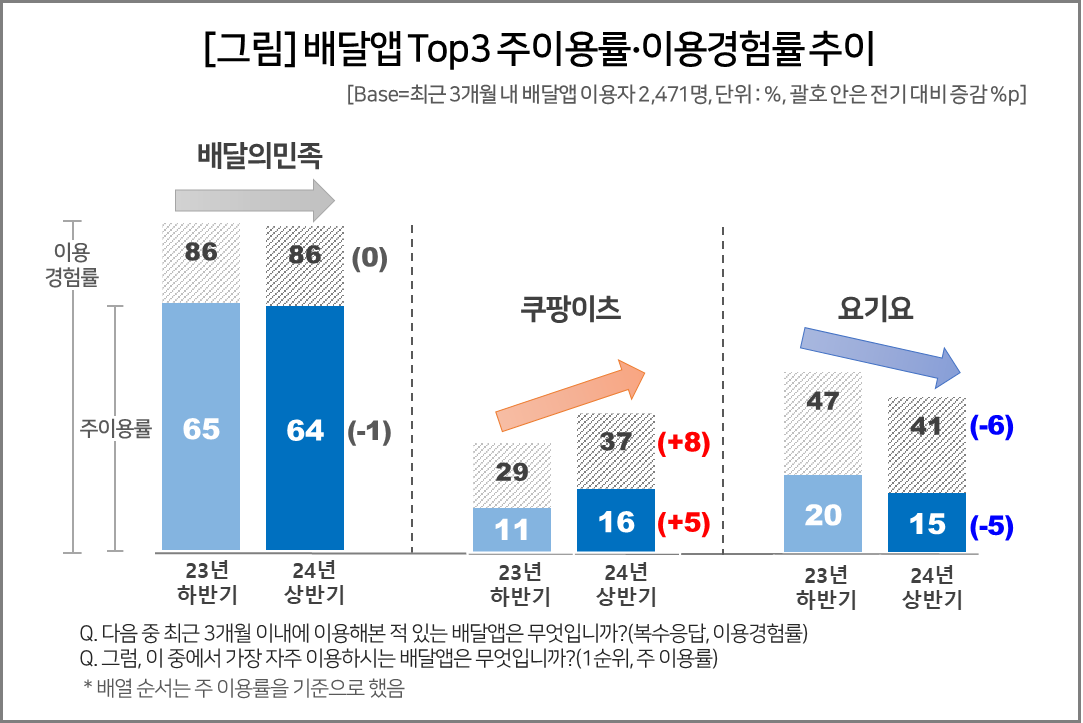 [그림] 배달앱 Top3 주이용률·이용경험률 추이
[Base=최근 3개월 내 배달앱 이용자 2,471명, 단위 : %, 괄호 안은 전기 대비 증감 %p]
배달의민족
이용
경험률
주이용률
86
86
(0)
65
64
(-1)
23년
하반기
24년
상반기
쿠팡이츠
29
37
(+8)
11
16
(+5)
23년
하반기
24년
상반기
요기요
47
41
(-6)
20
15
(-5)
23년
하반기
24년
상반기
Q. 다음 중 최근 3개월 이내에 이용해본 적 있는 배달앱은 무엇입니까?(복수응답, 이용경험률)
Q. 그럼, 이 중에서 가장 자주 이용하시는 배달앱은 무엇입니까?(1순위, 주 이용률)
* 배열 순서는 주 이용률을 기준으로 했음